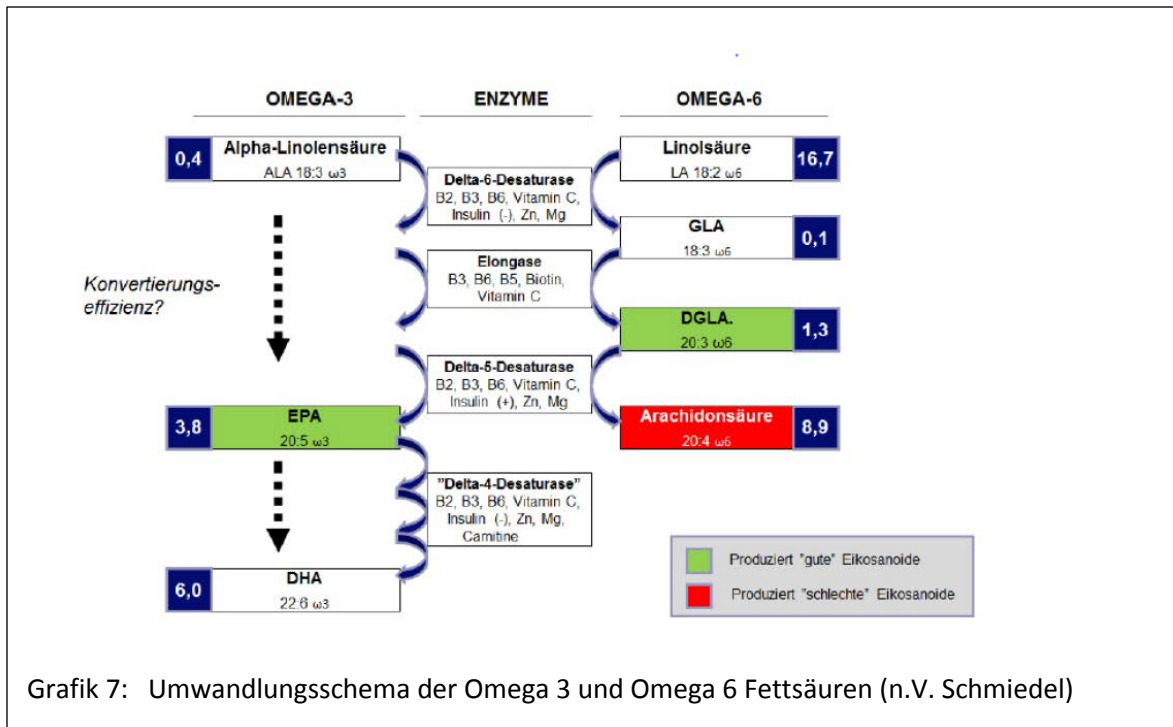 OMEGA-3
ENZYME
OMEGA-6
0,4
Alpha-Linolensäure
ALA 18:3 ω3
Delta-6-Desaturase
B2, B3, B6, Vitamin C,
Insulin (-), Zn, Mg
Linolsäure
LA 18:2 ω6
16,7
GLA
18:3 ω6
0,1
Konvertierungs-
effizienz?
Elongase
B3, B6, B5, Biotin,
Vitamin C
DGLA.
20:3 ω6
1,3
Delta-5-Desaturase
B2, B3, B6, Vitamin C,
Insulin (+), Zn, Mg
3,8
EPA
20:5 ω3
Arachidonsäure
20:4 ω6
8,9
"Delta-4-Desaturase"
B2, B3, B6, Vitamin C,
Insulin (-), Zn, Mg,
Carnitine
6,0
DHA
22:6 ω3
Produziert "gute" Eikosanoide
Produziert "schlechte" Eikosanoide
Grafik 7: Umwandlungsschema der Omega 3 und Omega 6 Fettsäuren (n.V. Schmiedel)